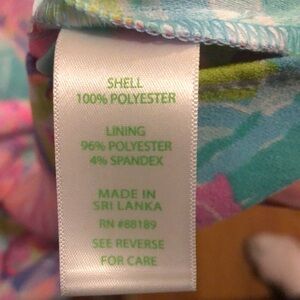 SHELL
100% POLYESTER
LINING
96% POLYESTER
4% SPANDEX
MADE IN
SRI LANKA
RN #88189
SEE REVERSE
FOR CARE